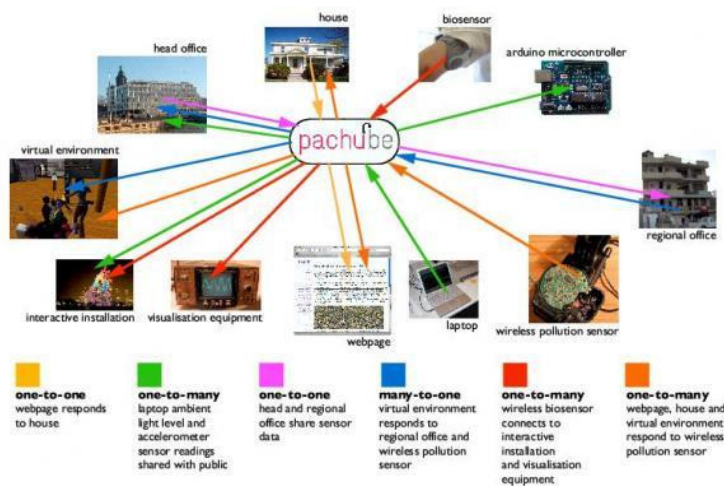 house
biosensor
head office
arduino microcontroller
pachube
virtual environment
regional office
interactive installation
visualisation equipment
webpage
laptop
wireless pollution sensor
one-to-one
webpage responds
to house
one-to-many
laptop ambient
light level and
accelerometer
sensor readings
shared with public
one-to-one
head and regional
office share sensor
data
many-to-one
virtual environment
responds to
regional office and
wireless pollution
sensor
one-to-many
wireless biosensor
connects to
interactive
installation
and visualisation
equipment
one-to-many
webpage, house and
virtual environment
respond to wireless
pollution sensor